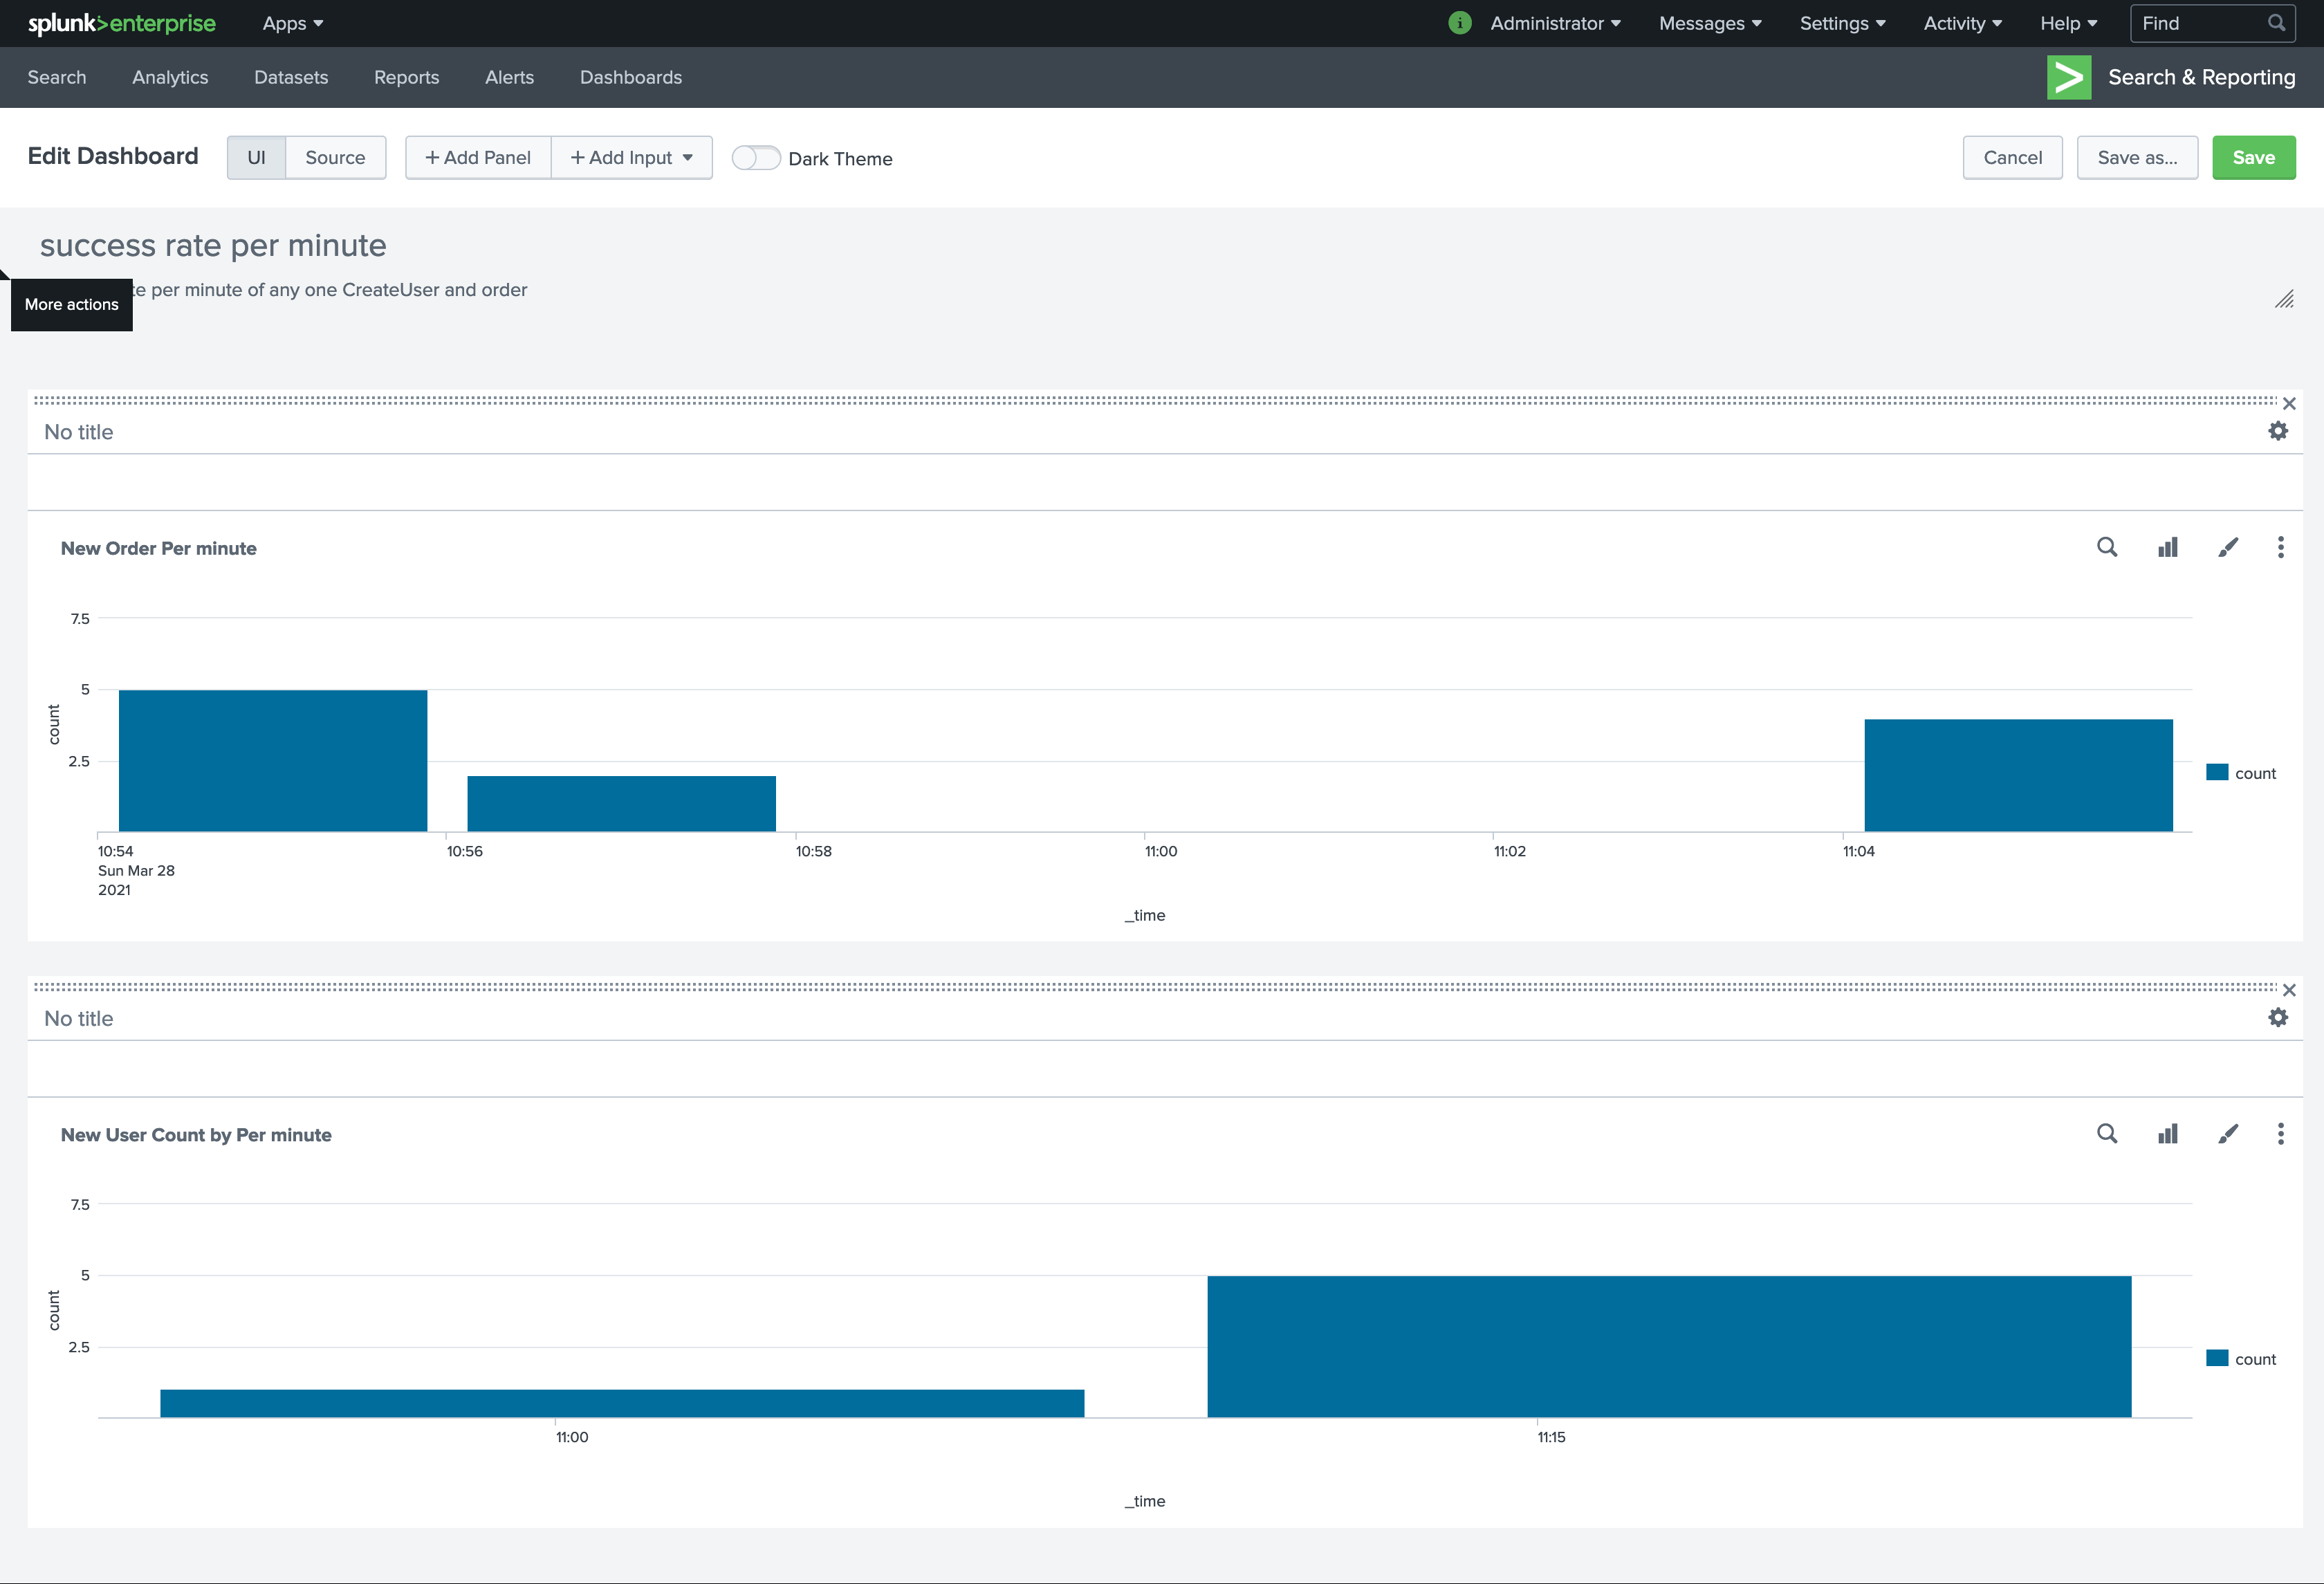 splunk>enterprise Apps Administrator Messages Settings Activity Help Find
Search Analytics Datasets Reports Alerts Dashboards Search & Reporting
Edit Dashboard UI Source + Add Panel + Add Input Dark Theme Cancel Save as... Save
success rate per minute
per minute of any one CreateUser and order
More actions
No title
New Order Per minute
7.5
5
2.5
count
count
10:54 10:56 10:58 11:00 11:02 11:04
Sun Mar 28
2021
_time
No title
New User Count by Per minute
7.5
5
2.5
count
count
11:00 11:15
_time